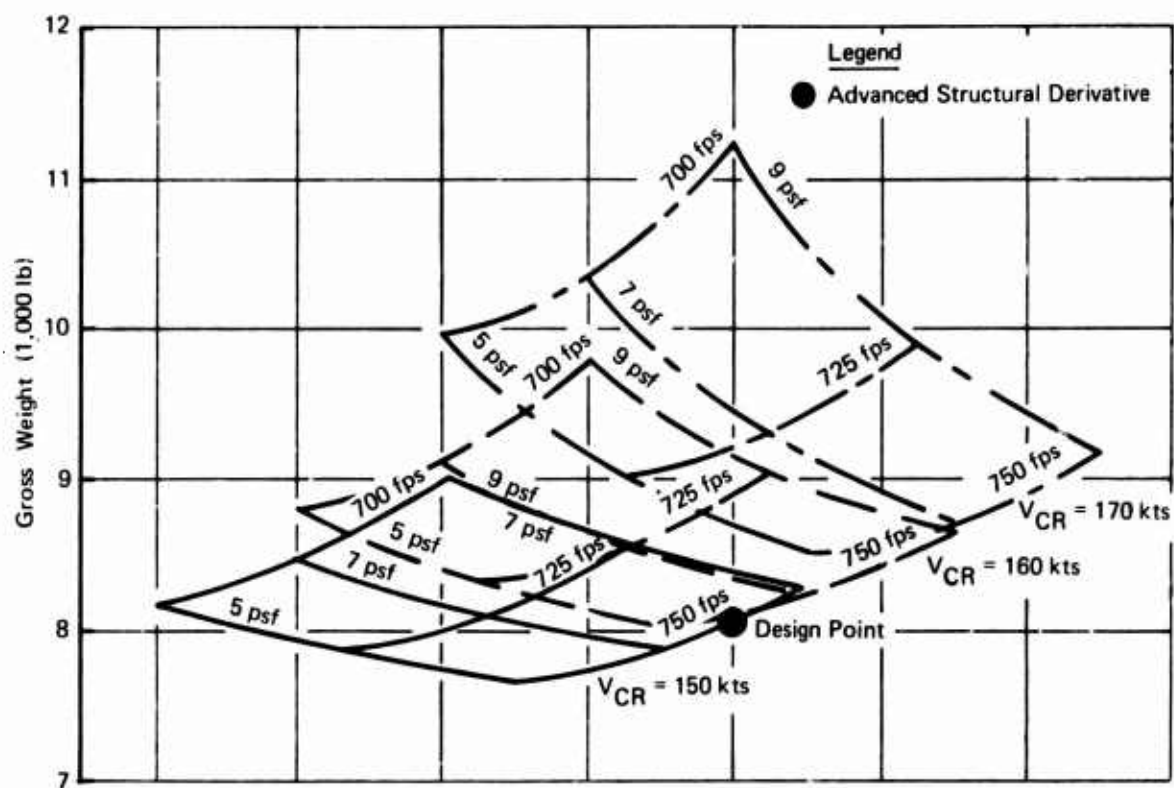 12
11
10
9
8
7
Gross Weight (1,000 lb)
Legend
Advanced Structural Derivative
700 fps
9 psf
7 psf
5 psf
700 fps
9 psf
725 fps
700 fps
9 psf
7 psf
725 fps
750 fps
5 psf
7 psf
725 fps
750 fps
V_CR = 170 kts
V_CR = 160 kts
5 psf
750 fps
Design Point
V_CR = 150 kts